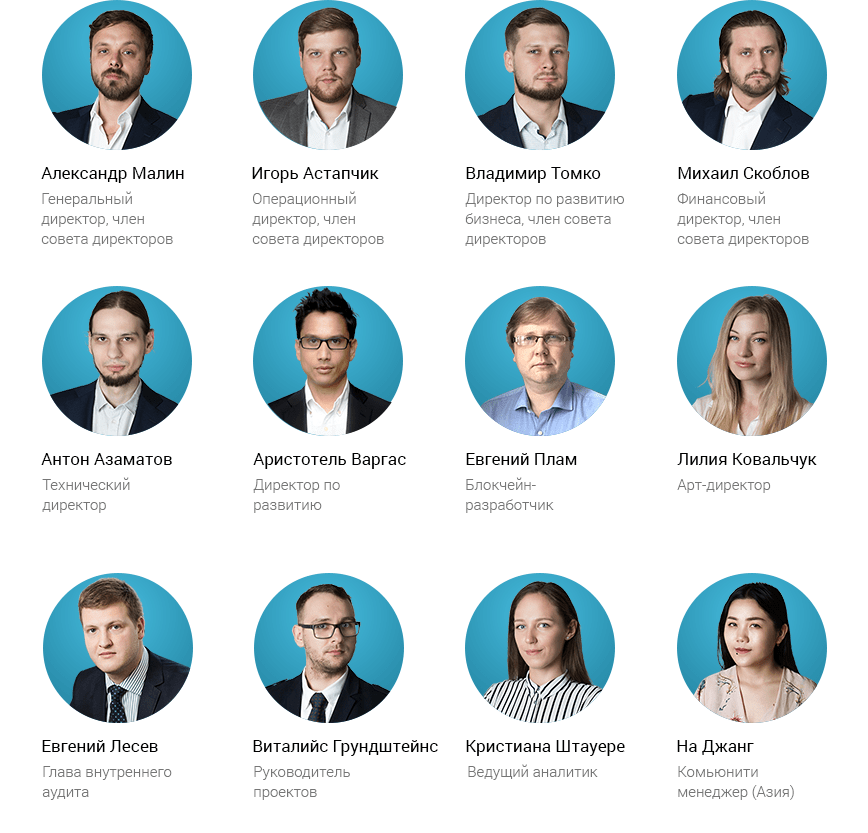 Александр Малин
Генеральный
директор, член
совета директоров
Игорь Астапчик
Операционный
директор, член
совета директоров
Владимир Томко
Директор по развитию
бизнеса, член совета
директоров
Михаил Скоблов
Финансовый
директор, член
совета директоров
Антон Азаматов
Технический
директор
Аристотель Варгас
Директор по
развитию
Евгений Плам
Блокчейн-
разработчик
Лилия Ковальчук
Арт-директор
Евгений Лесев
Глава внутреннего
аудита
Виталийс Грундштейнс
Руководитель
проектов
Кристиана Штауере
Ведущий аналитик
На Джанг
Комьюнити
менеджер (Азия)